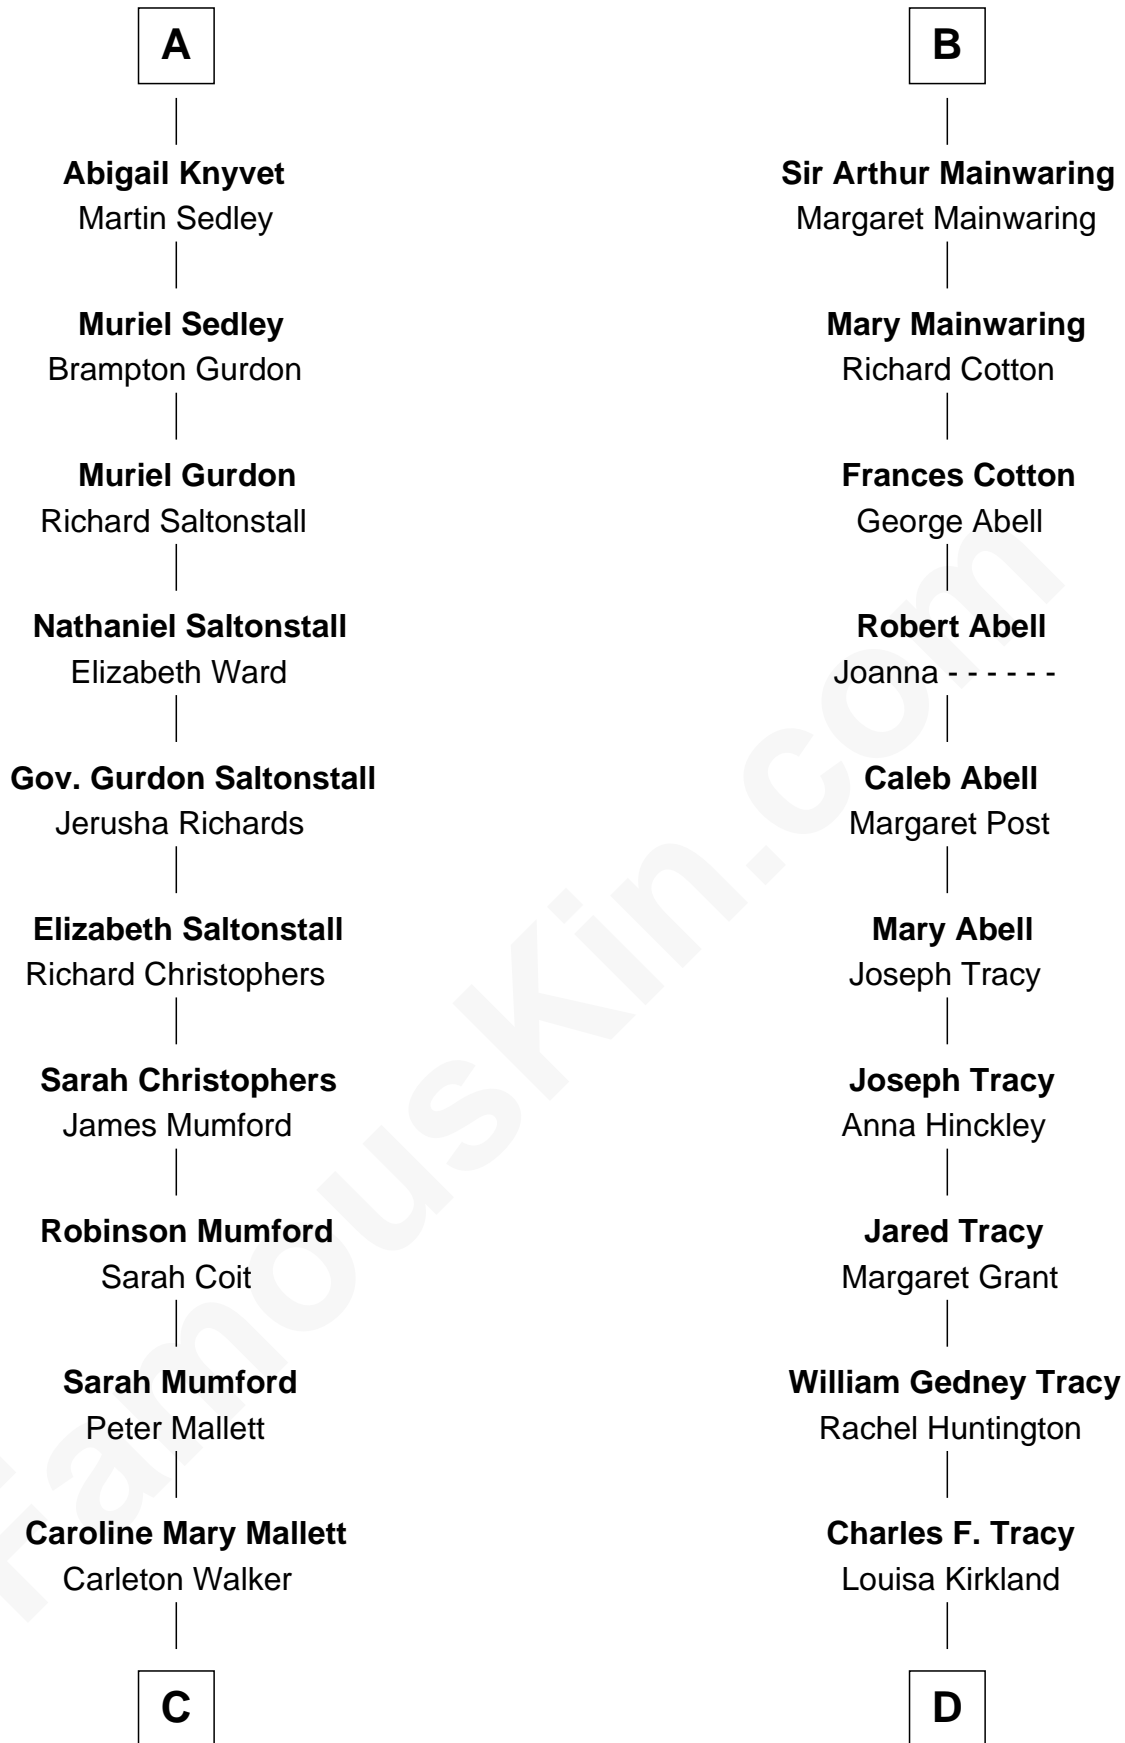 A
Abigail Knyvet
Martin Sedley
Muriel Sedley
Brampton Gurdon
Muriel Gurdon
Richard Saltonstall
Nathaniel Saltonstall
Elizabeth Ward
Gov. Gurdon Saltonstall
Jerusha Richards
Elizabeth Saltonstall
Richard Christophers
Sarah Christophers
James Mumford
Robinson Mumford
Sarah Coit
Sarah Mumford
Peter Mallett
Caroline Mary Mallett
Carleton Walker
C
B
Sir Arthur Mainwaring
Margaret Mainwaring
Mary Mainwaring
Richard Cotton
Frances Cotton
George Abell
Robert Abell
Joanna - - - - - -
Caleb Abell
Margaret Post
Mary Abell
Joseph Tracy
Joseph Tracy
Anna Hinckley
Jared Tracy
Margaret Grant
William Gedney Tracy
Rachel Huntington
Charles F. Tracy
Louisa Kirkland
D
FamousKin.com